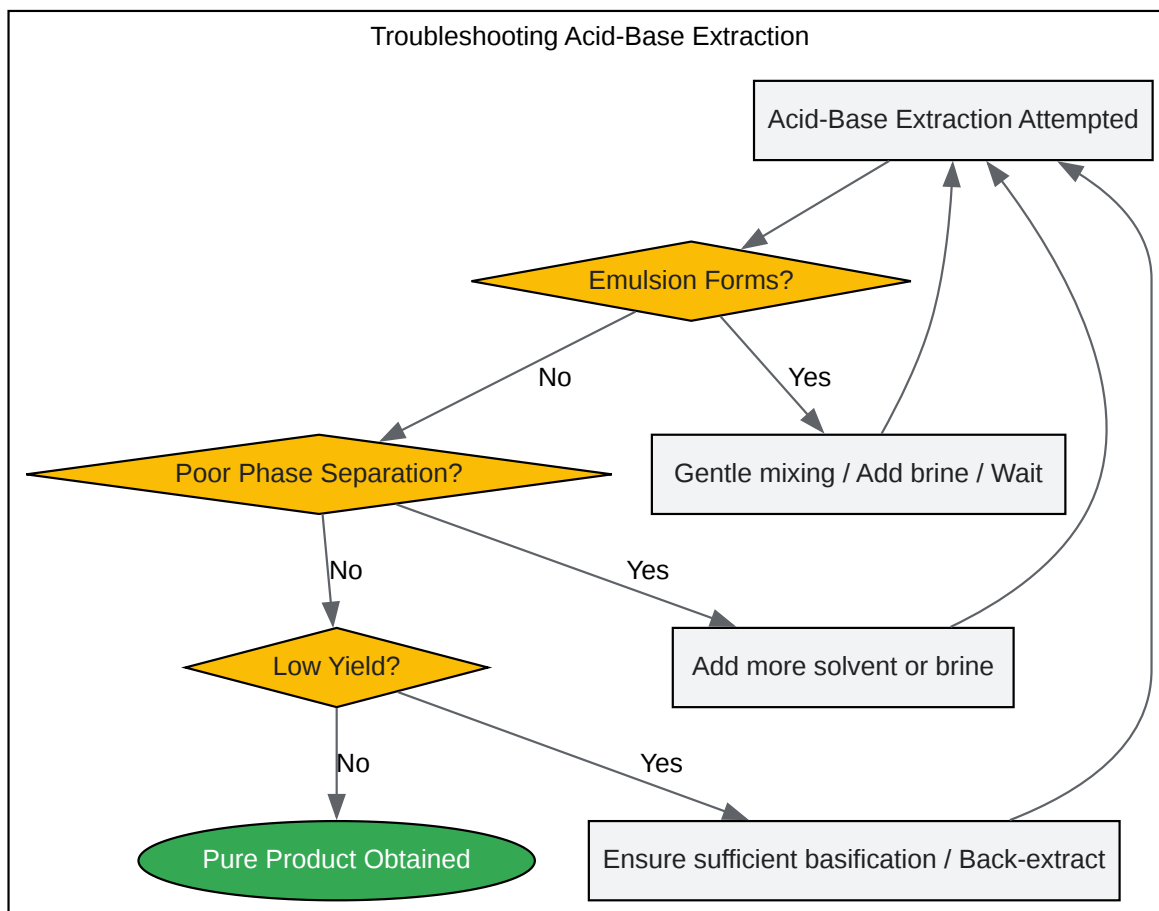 Troubleshooting Acid-Base Extraction
Acid-Base Extraction Attempted
Emulsion Forms?
No
Yes
Poor Phase Separation?
Gentle mixing / Add brine / Wait
No
Yes
Low Yield?
Add more solvent or brine
No
Yes
Pure Product Obtained
Ensure sufficient basification / Back-extract